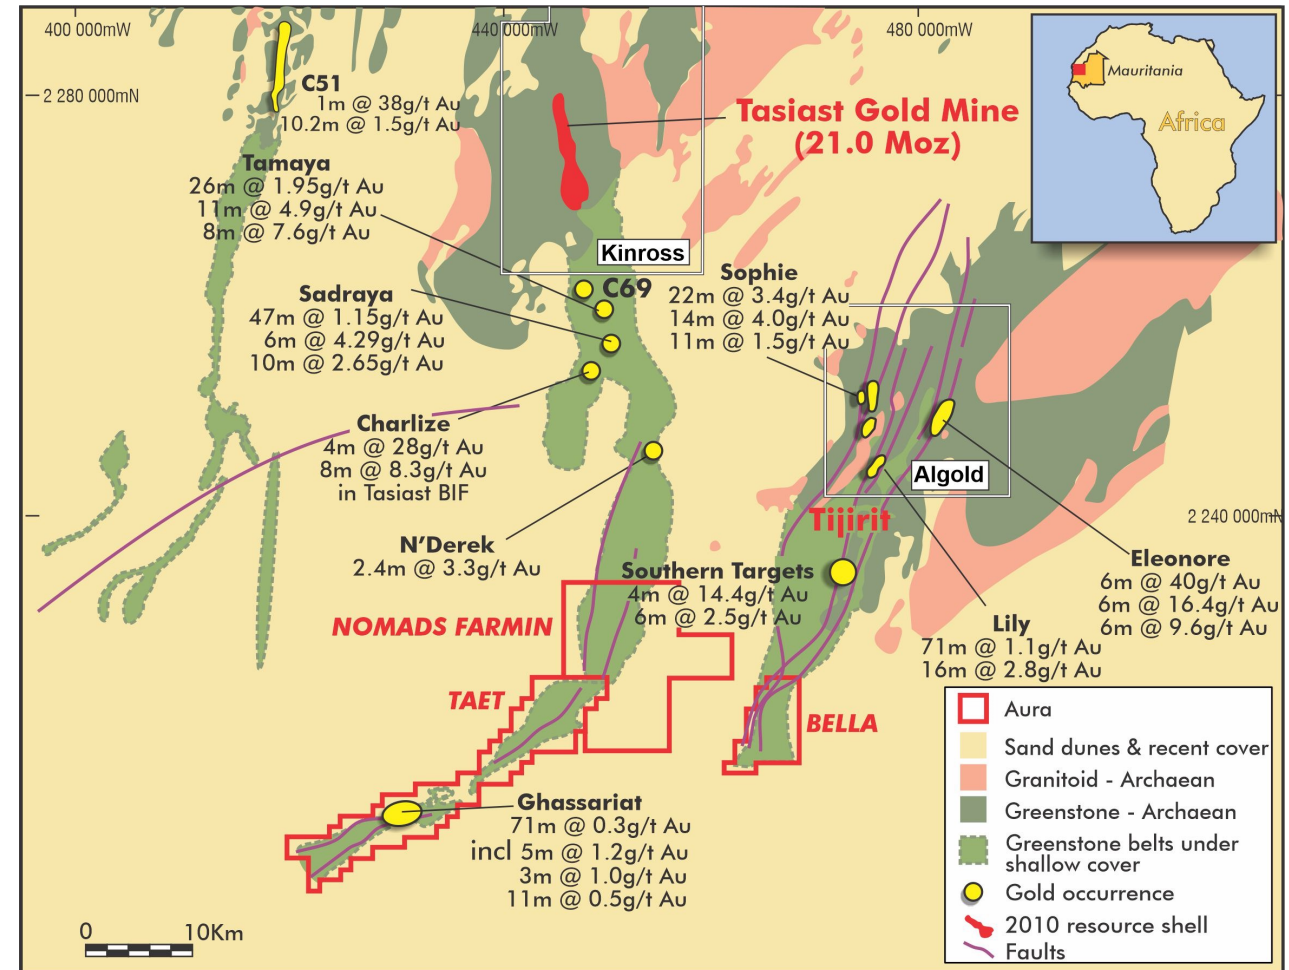 400 000mW
440 000mW
480 000mW
2 280 000mN
C51
1m @ 38g/t Au
10.2m @ 1.5g/t Au
Tamaya
26m @ 1.95g/t Au
11m @ 4.9g/t Au
8m @ 7.6g/t Au
Tasiast Gold Mine
(21.0 Moz)
Mauritania
Africa
Kinross
C69
Sadraya
47m @ 1.15g/t Au
6m @ 4.29g/t Au
10m @ 2.65g/t Au
Sophie
22m @ 3.4g/t Au
14m @ 4.0g/t Au
11m @ 1.5g/t Au
Charlize
4m @ 28g/t Au
8m @ 8.3g/t Au
in Tasiast BIF
Algold
Tijirit
2 240 000mN
N'Derek
2.4m @ 3.3g/t Au
Southern Targets
4m @ 14.4g/t Au
6m @ 2.5g/t Au
Eleonore
6m @ 40g/t Au
6m @ 16.4g/t Au
6m @ 9.6g/t Au
Lily
71m @ 1.1g/t Au
16m @ 2.8g/t Au
NOMADS FARMIN
TAET
BELLA
Ghassariat
71m @ 0.3g/t Au
incl 5m @ 1.2g/t Au
3m @ 1.0g/t Au
11m @ 0.5g/t Au
Aura
Sand dunes & recent cover
Granitoid - Archaean
Greenstone - Archaean
Greenstone belts under
shallow cover
Gold occurrence
2010 resource shell
Faults
0 10Km